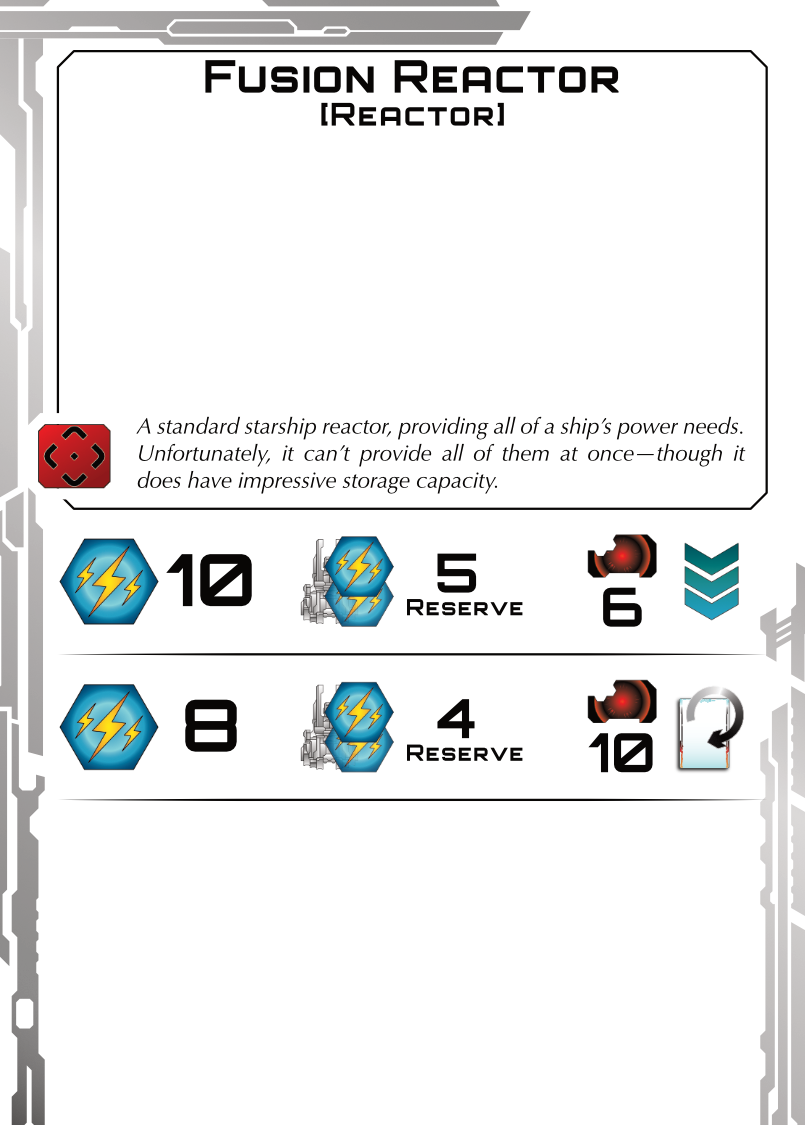 Fusion Reactor
[Reactor]
A standard starship reactor, providing all of a ship’s power needs.
Unfortunately, it can’t provide all of them at once—though it
does have impressive storage capacity.
10 5 Reserve 6
8 4 Reserve 10